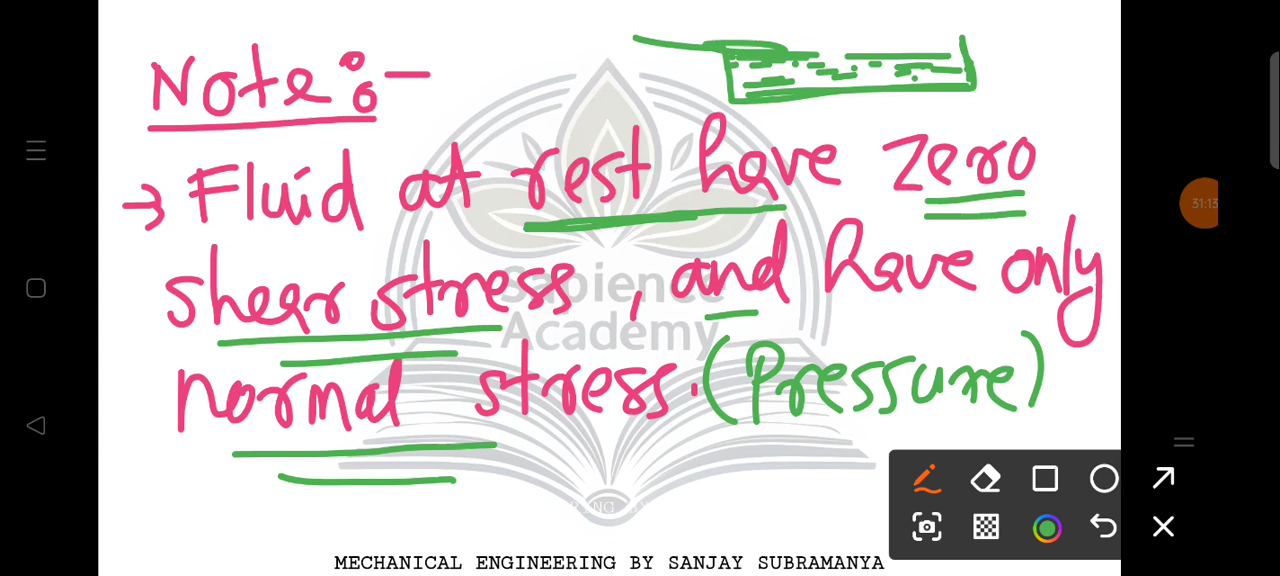 Note :-
→ Fluid at rest have zero
shear stress, and have only
normal stress. (Pressure)
Sapience
Academy
MECHANICAL ENGINEERING BY SANJAY SUBRAMANYA
31:13